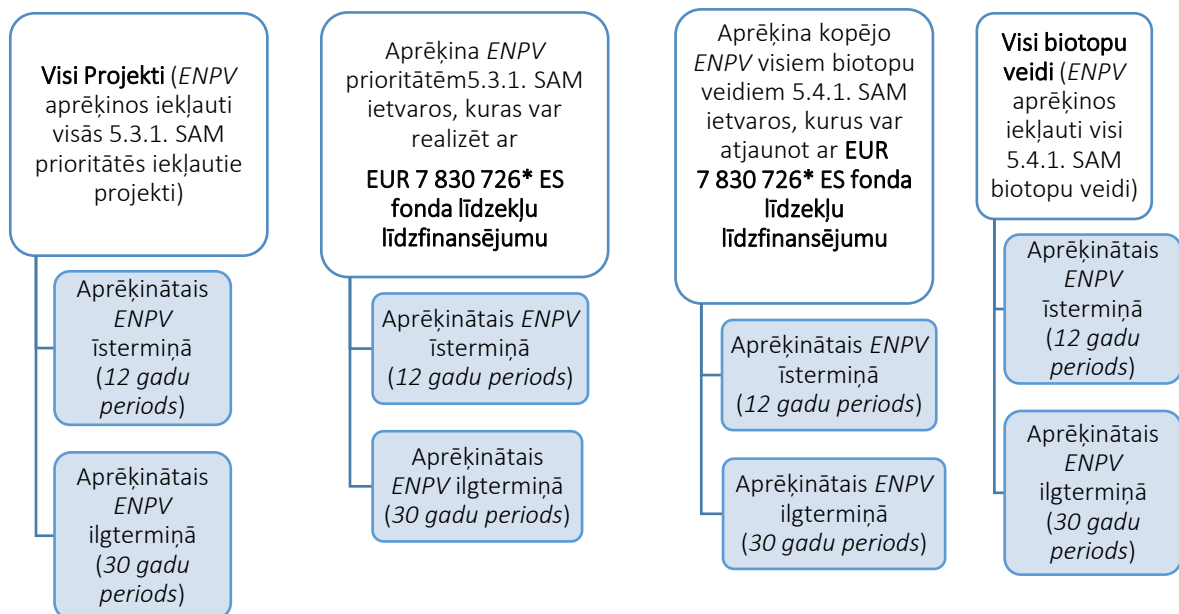 Visi Projekti (ENPV
aprēķinos iekļauti
visās 5.3.1. SAM
prioritātēs iekļautie
projekti)
Aprēķinātais
ENPV
īstermiņā
(12 gadu
periods)
Aprēķinātais
ENPV
ilgtermiņā
(30 gadu
periods)
Aprēķina ENPV
prioritātēm5.3.1. SAM
ietvaros, kuras var
realizēt ar
EUR 7 830 726* ES
fonda līdzekļu
līdzfinansējumu
Aprēķinātais ENPV
īstermiņā
(12 gadu periods)
Aprēķinātais
ENPV ilgtermiņā
(30 gadu periods)
Aprēķina kopējo
ENPV visiem biotopu
veidiem 5.4.1. SAM
ietvaros, kurus var
atjaunot ar EUR
7 830 726* ES fonda
līdzekļu
līdzfinansējumu
Aprēķinātais ENPV
īstermiņā
(12 gadu periods)
Aprēķinātais ENPV
ilgtermiņā
(30 gadu periods)
Visi biotopu
veidi (ENPV
aprēķinos
iekļauti visi
5.4.1. SAM
biotopu veidi)
Aprēķinātais
ENPV
īstermiņā
(12 gadu
periods)
Aprēķinātais
ENPV
ilgtermiņā
(30 gadu
periods)